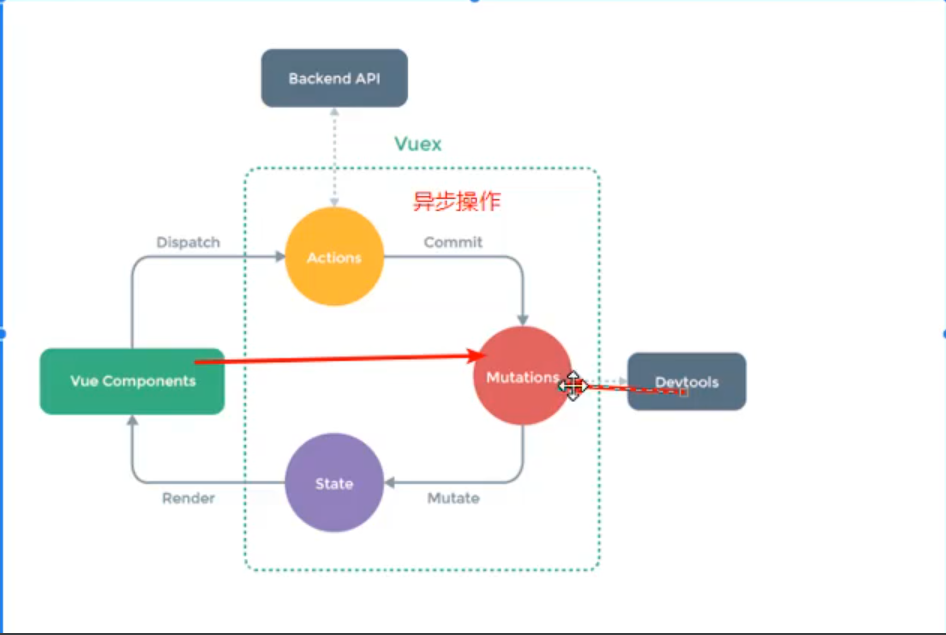 Backend API
Vuex
异步操作
Dispatch
Actions
Commit
Vue Components
Mutations
Devtools
State
Render
Mutate